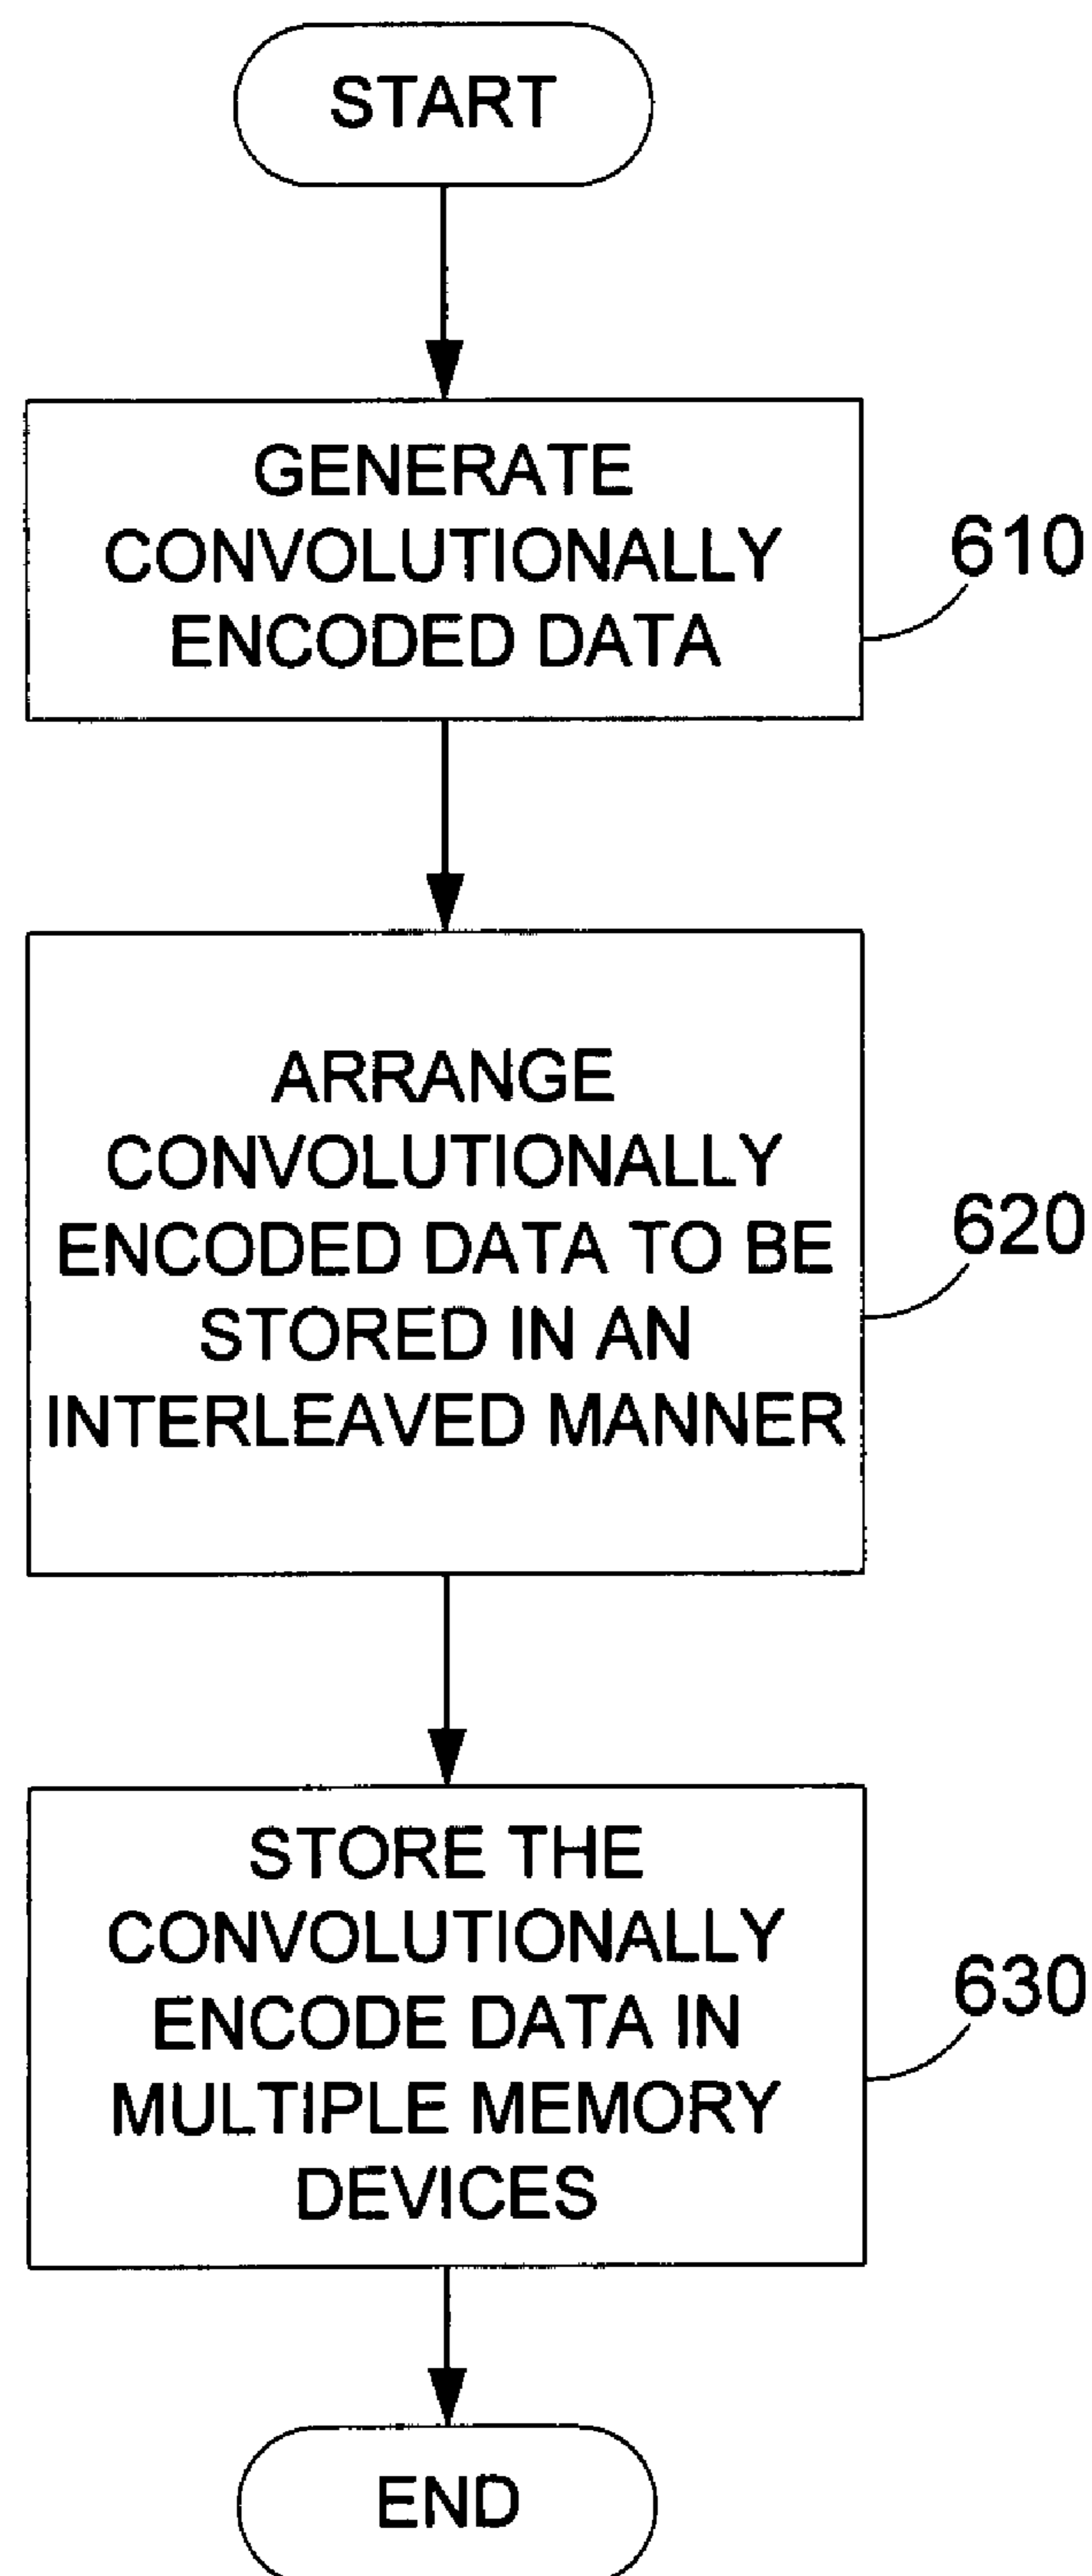 START
GENERATE
CONVOLUTIONALLY
ENCODED DATA
610
ARRANGE
CONVOLUTIONALLY
ENCODED DATA TO BE
STORED IN AN
INTERLEAVED MANNER
620
STORE THE
CONVOLUTIONALLY
ENCODE DATA IN
MULTIPLE MEMORY
DEVICES
630
END